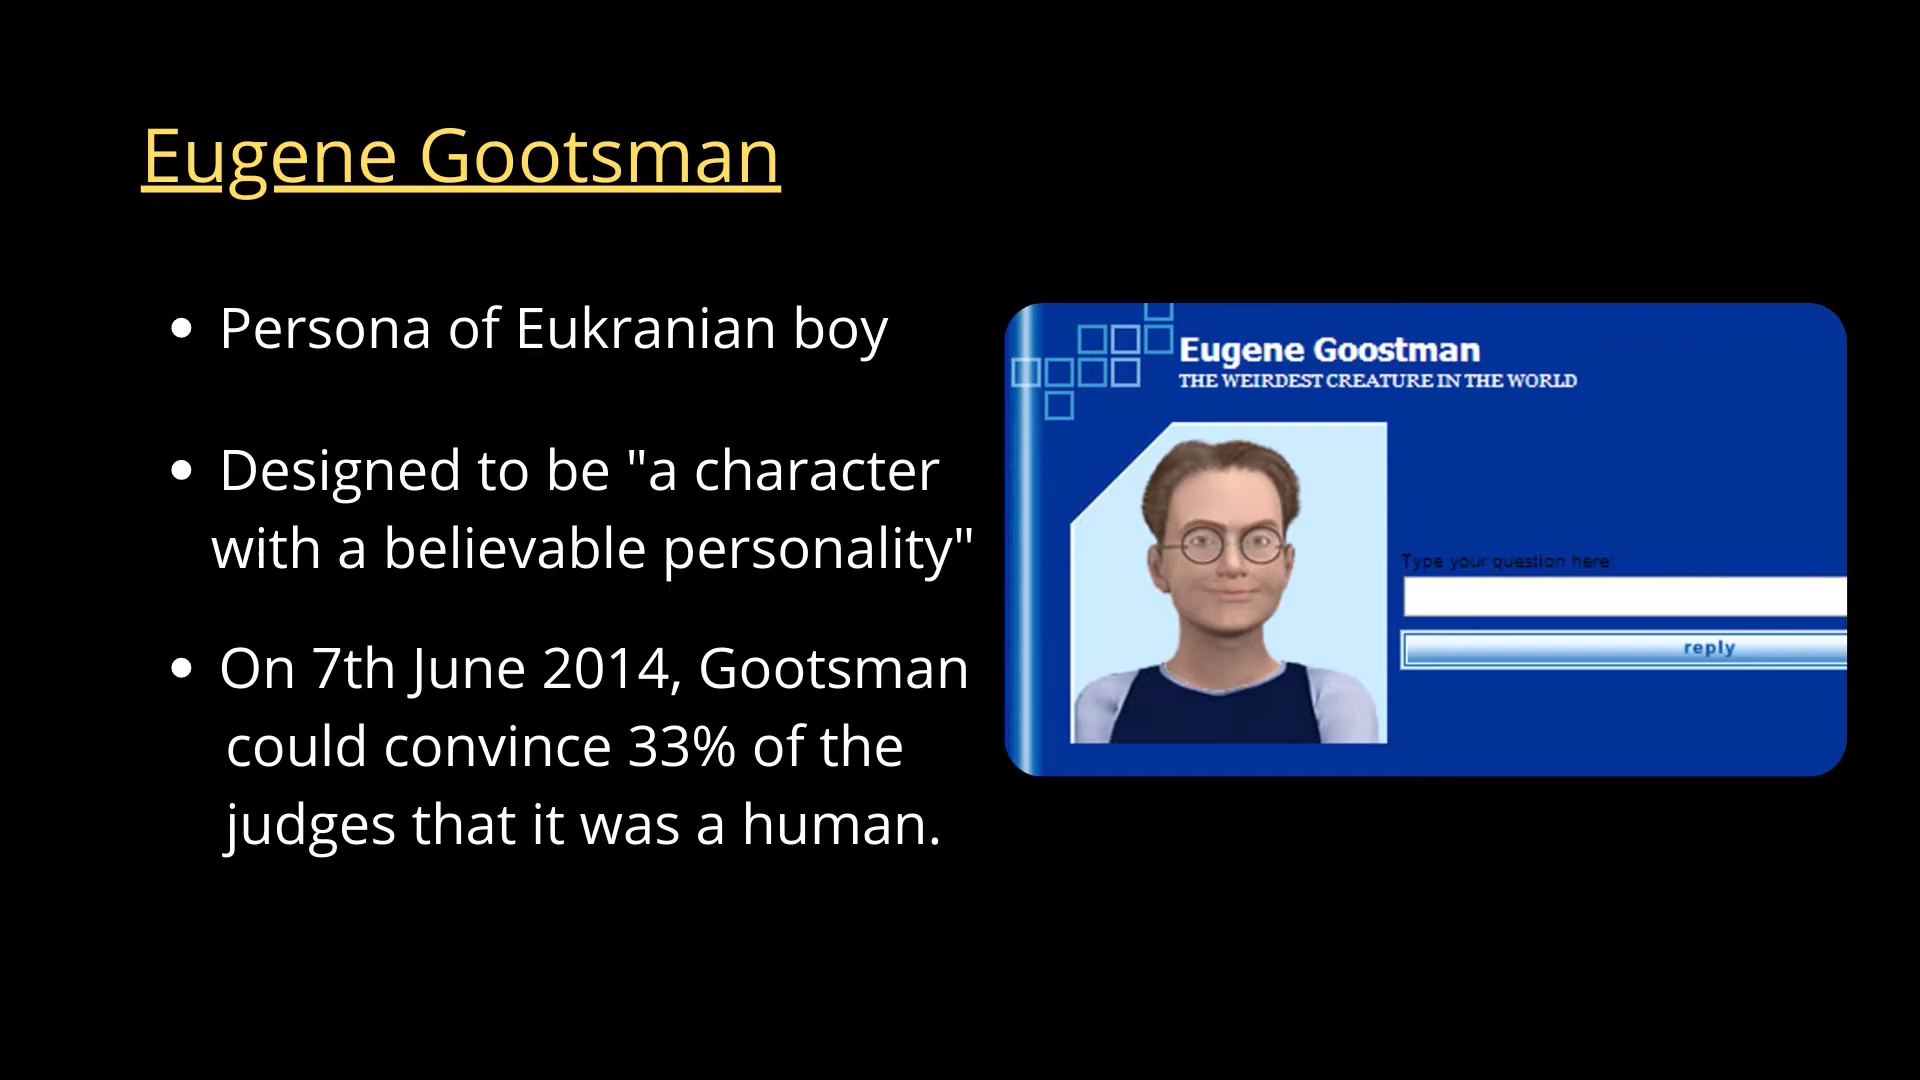 Eugene Gootsman
• Persona of Eukranian boy
• Designed to be "a character
with a believable personality"
• On 7th June 2014, Gootsman
could convince 33% of the
judges that it was a human.
Eugene Goostman
THE WEIRDEST CREATURE IN THE WORLD
Type your question here:
reply